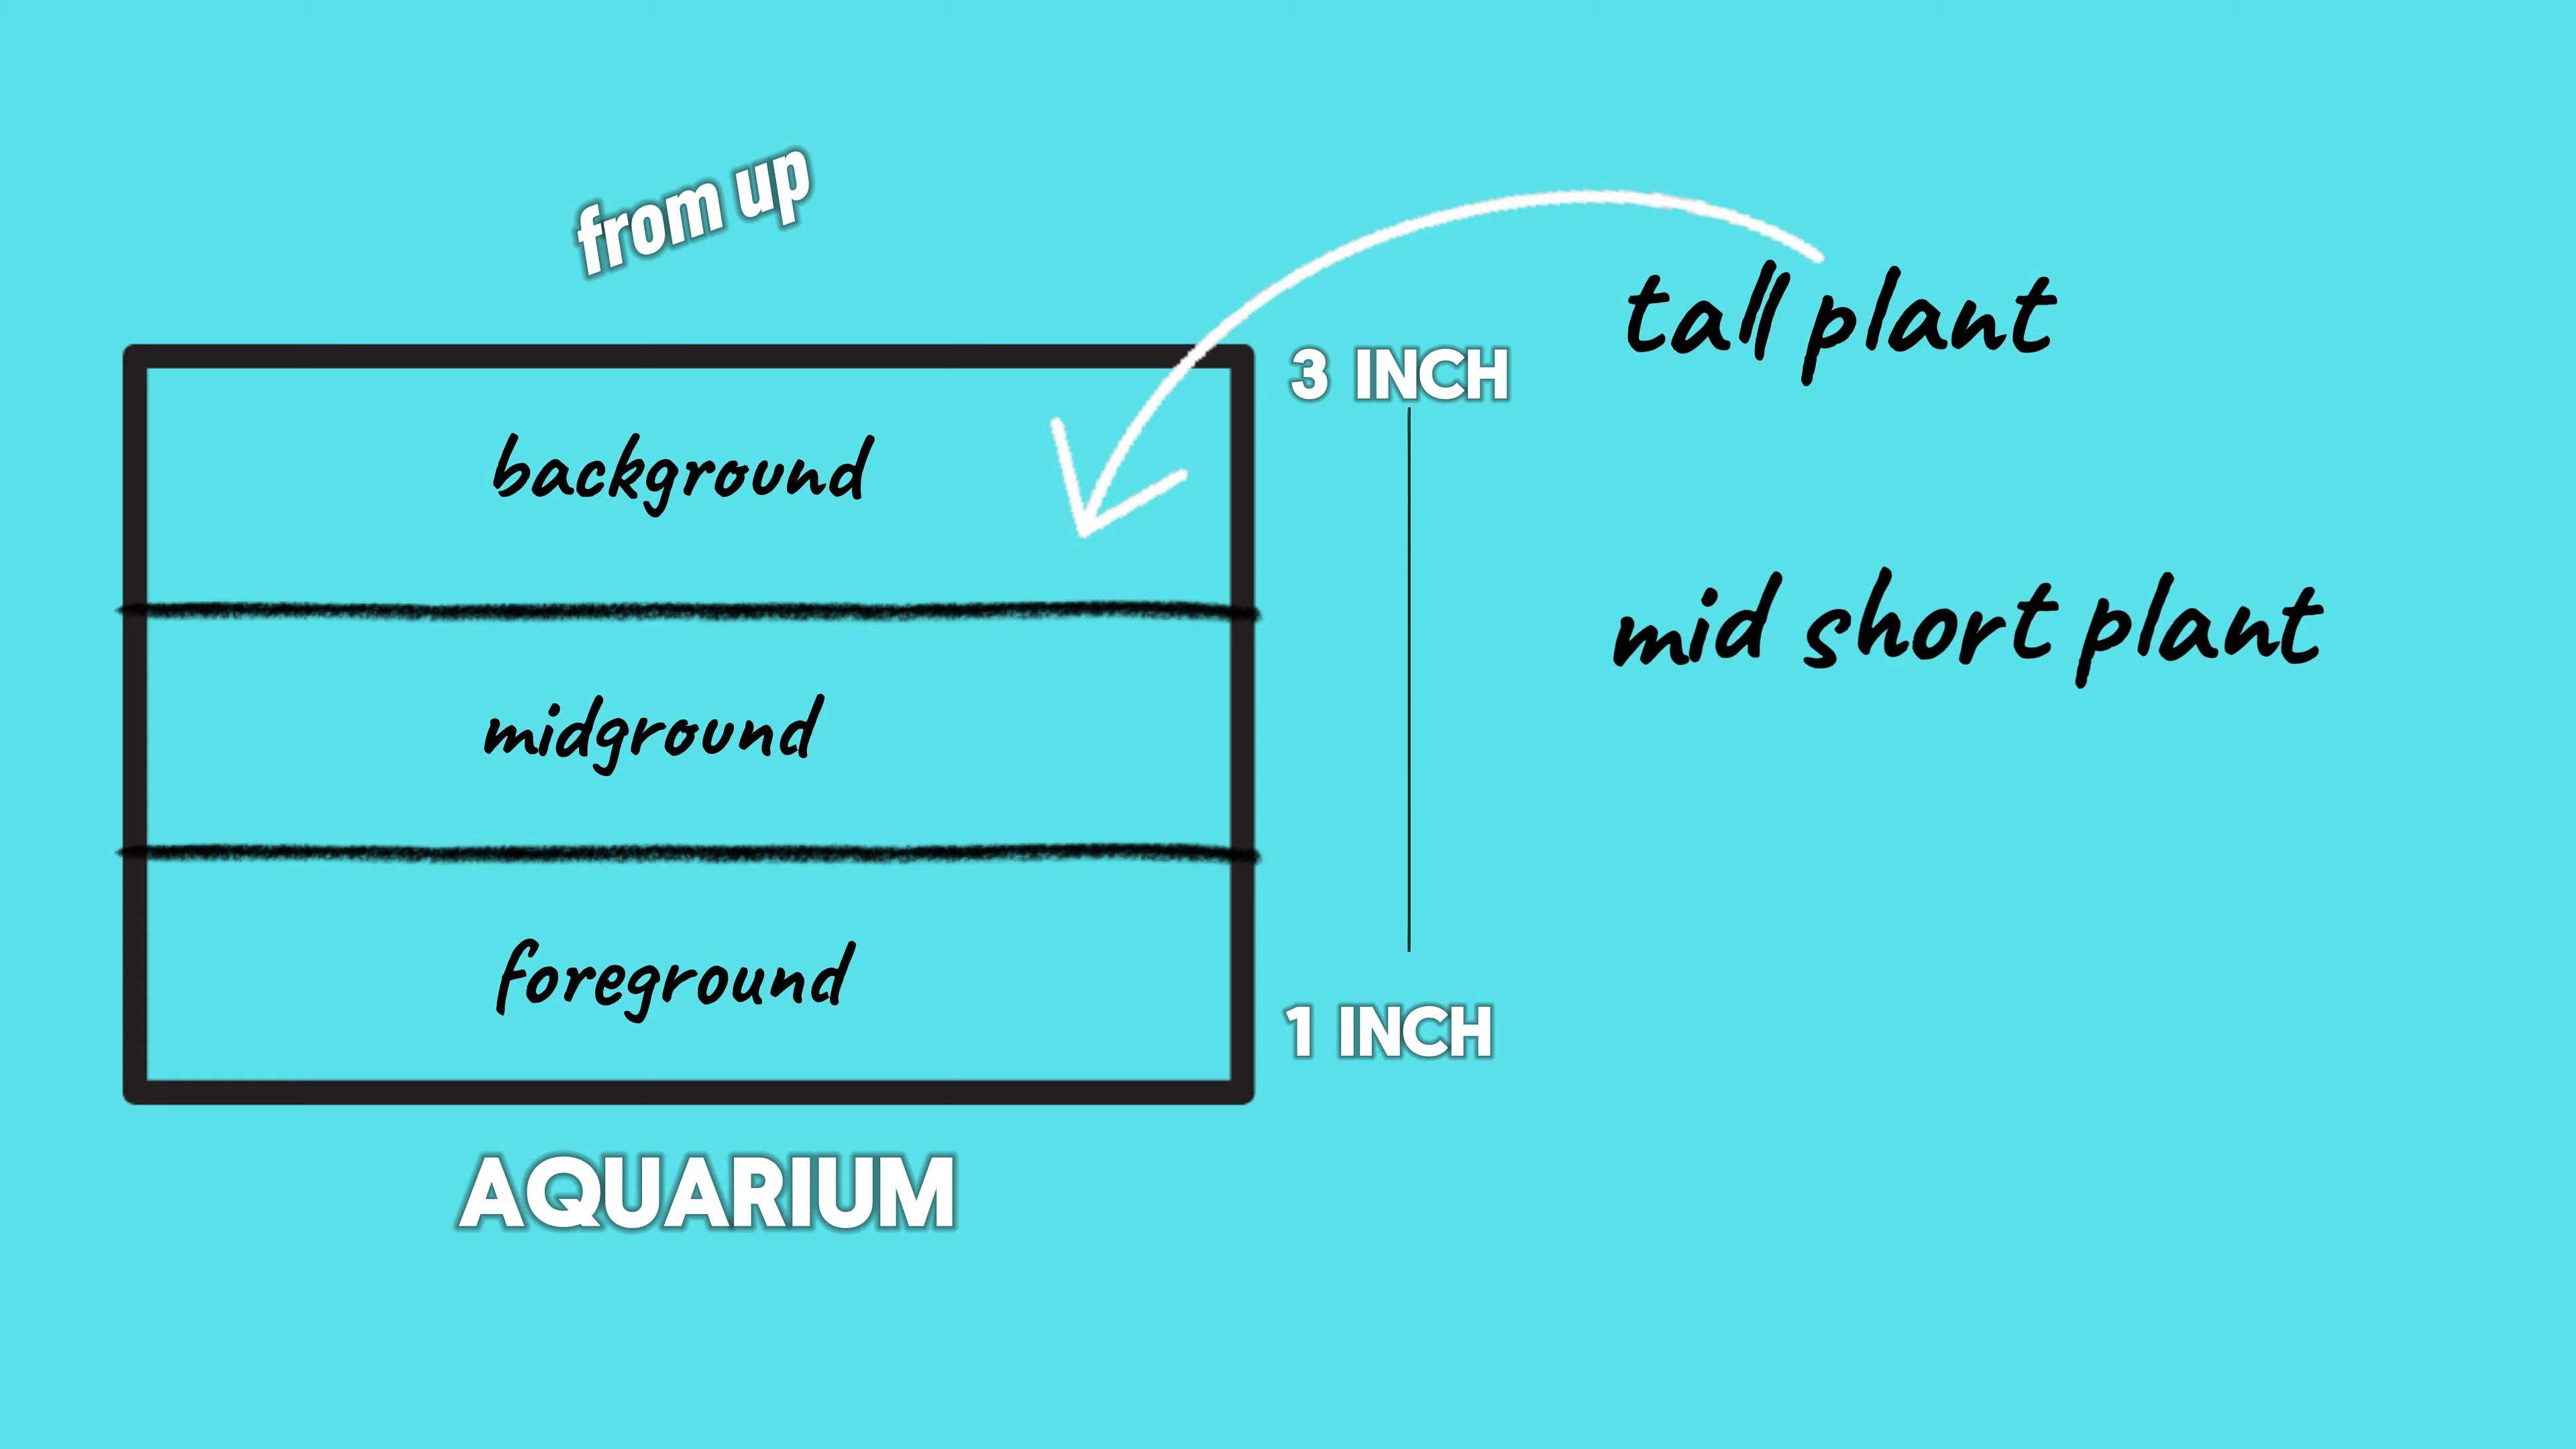 from up
tall plant
3 INCH
background
mid short plant
midground
foreground
1 INCH
AQUARIUM